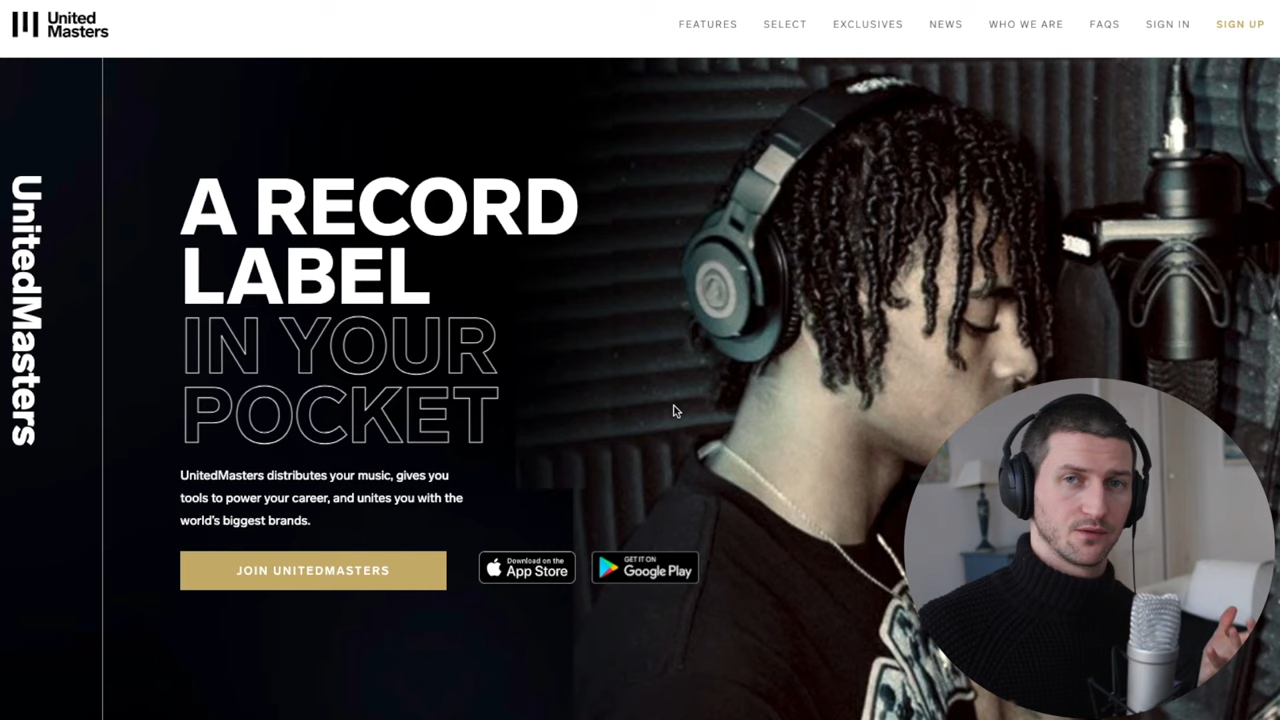 United
Masters
FEATURES
SELECT
EXCLUSIVES
NEWS
WHO WE ARE
FAQS
SIGN IN
SIGN UP
UnitedMasters
A RECORD
LABEL
IN YOUR
POCKET
UnitedMasters distributes your music, gives you
tools to power your career, and unites you with the
world's biggest brands.
JOIN UNITEDMASTERS
Download on the
App Store
GET IT ON
Google Play